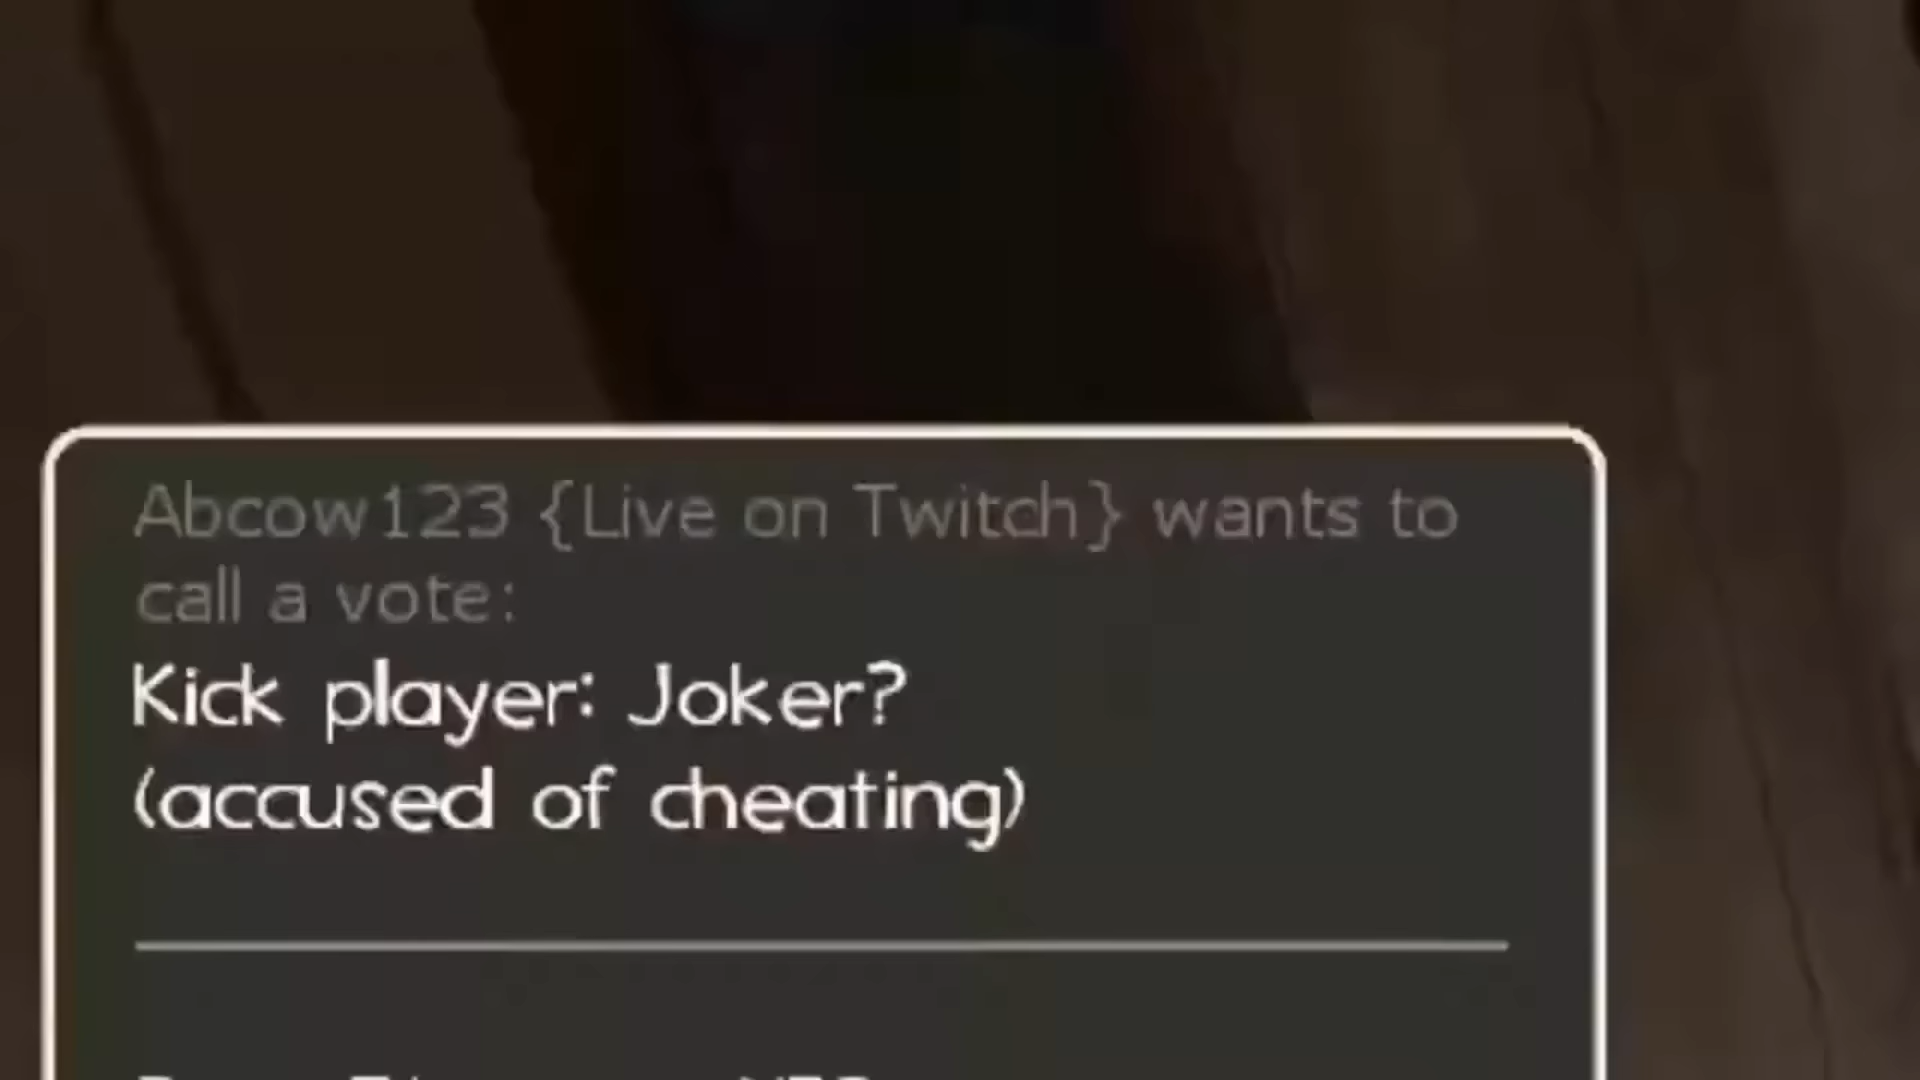 Abcow123 {Live on Twitch} wants to
call a vote:
Kick player: Joker?
(accused of cheating)